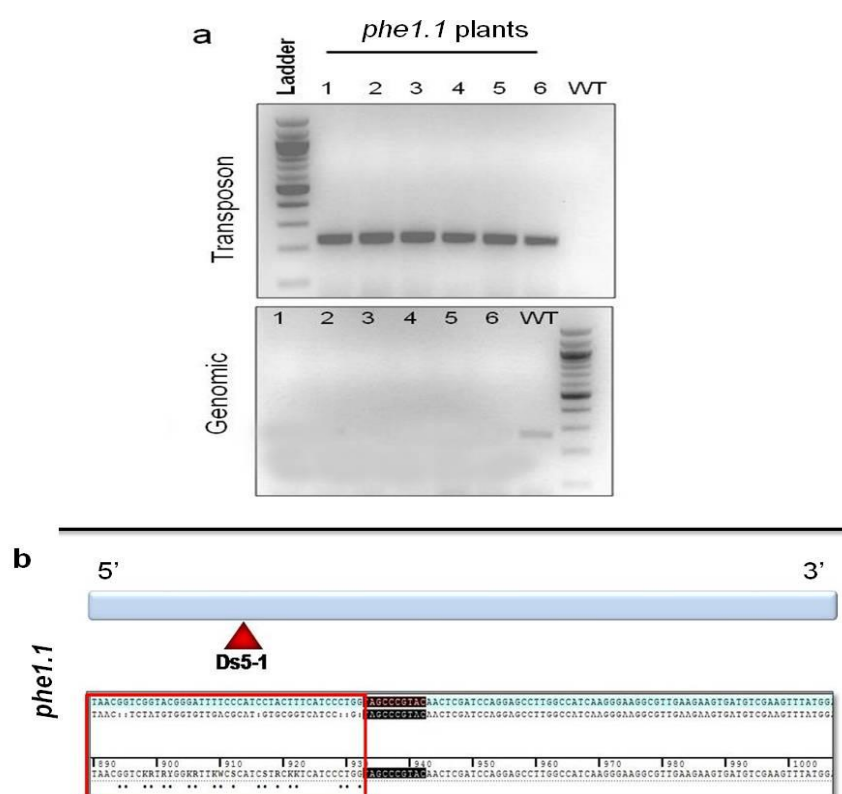 a
phe1.1 plants
Ladder
1 2 3 4 5 6 WT
Transposon
1 2 3 4 5 6 WT
Genomic
b
5’ 3’
Ds5-1
phe1.1
TAACGGTCGGTACGGGATTTTCCCATCCTACTTTCATCCCTGGTAGCCCGTACAACTCGATCCAGGAGCCTTGGCCATCAAGGGAAGGCGTTGAAGAAGTGATGTCGAAGTTTATGG
890 900 910 920 93 940 950 960 970 980 990 1000